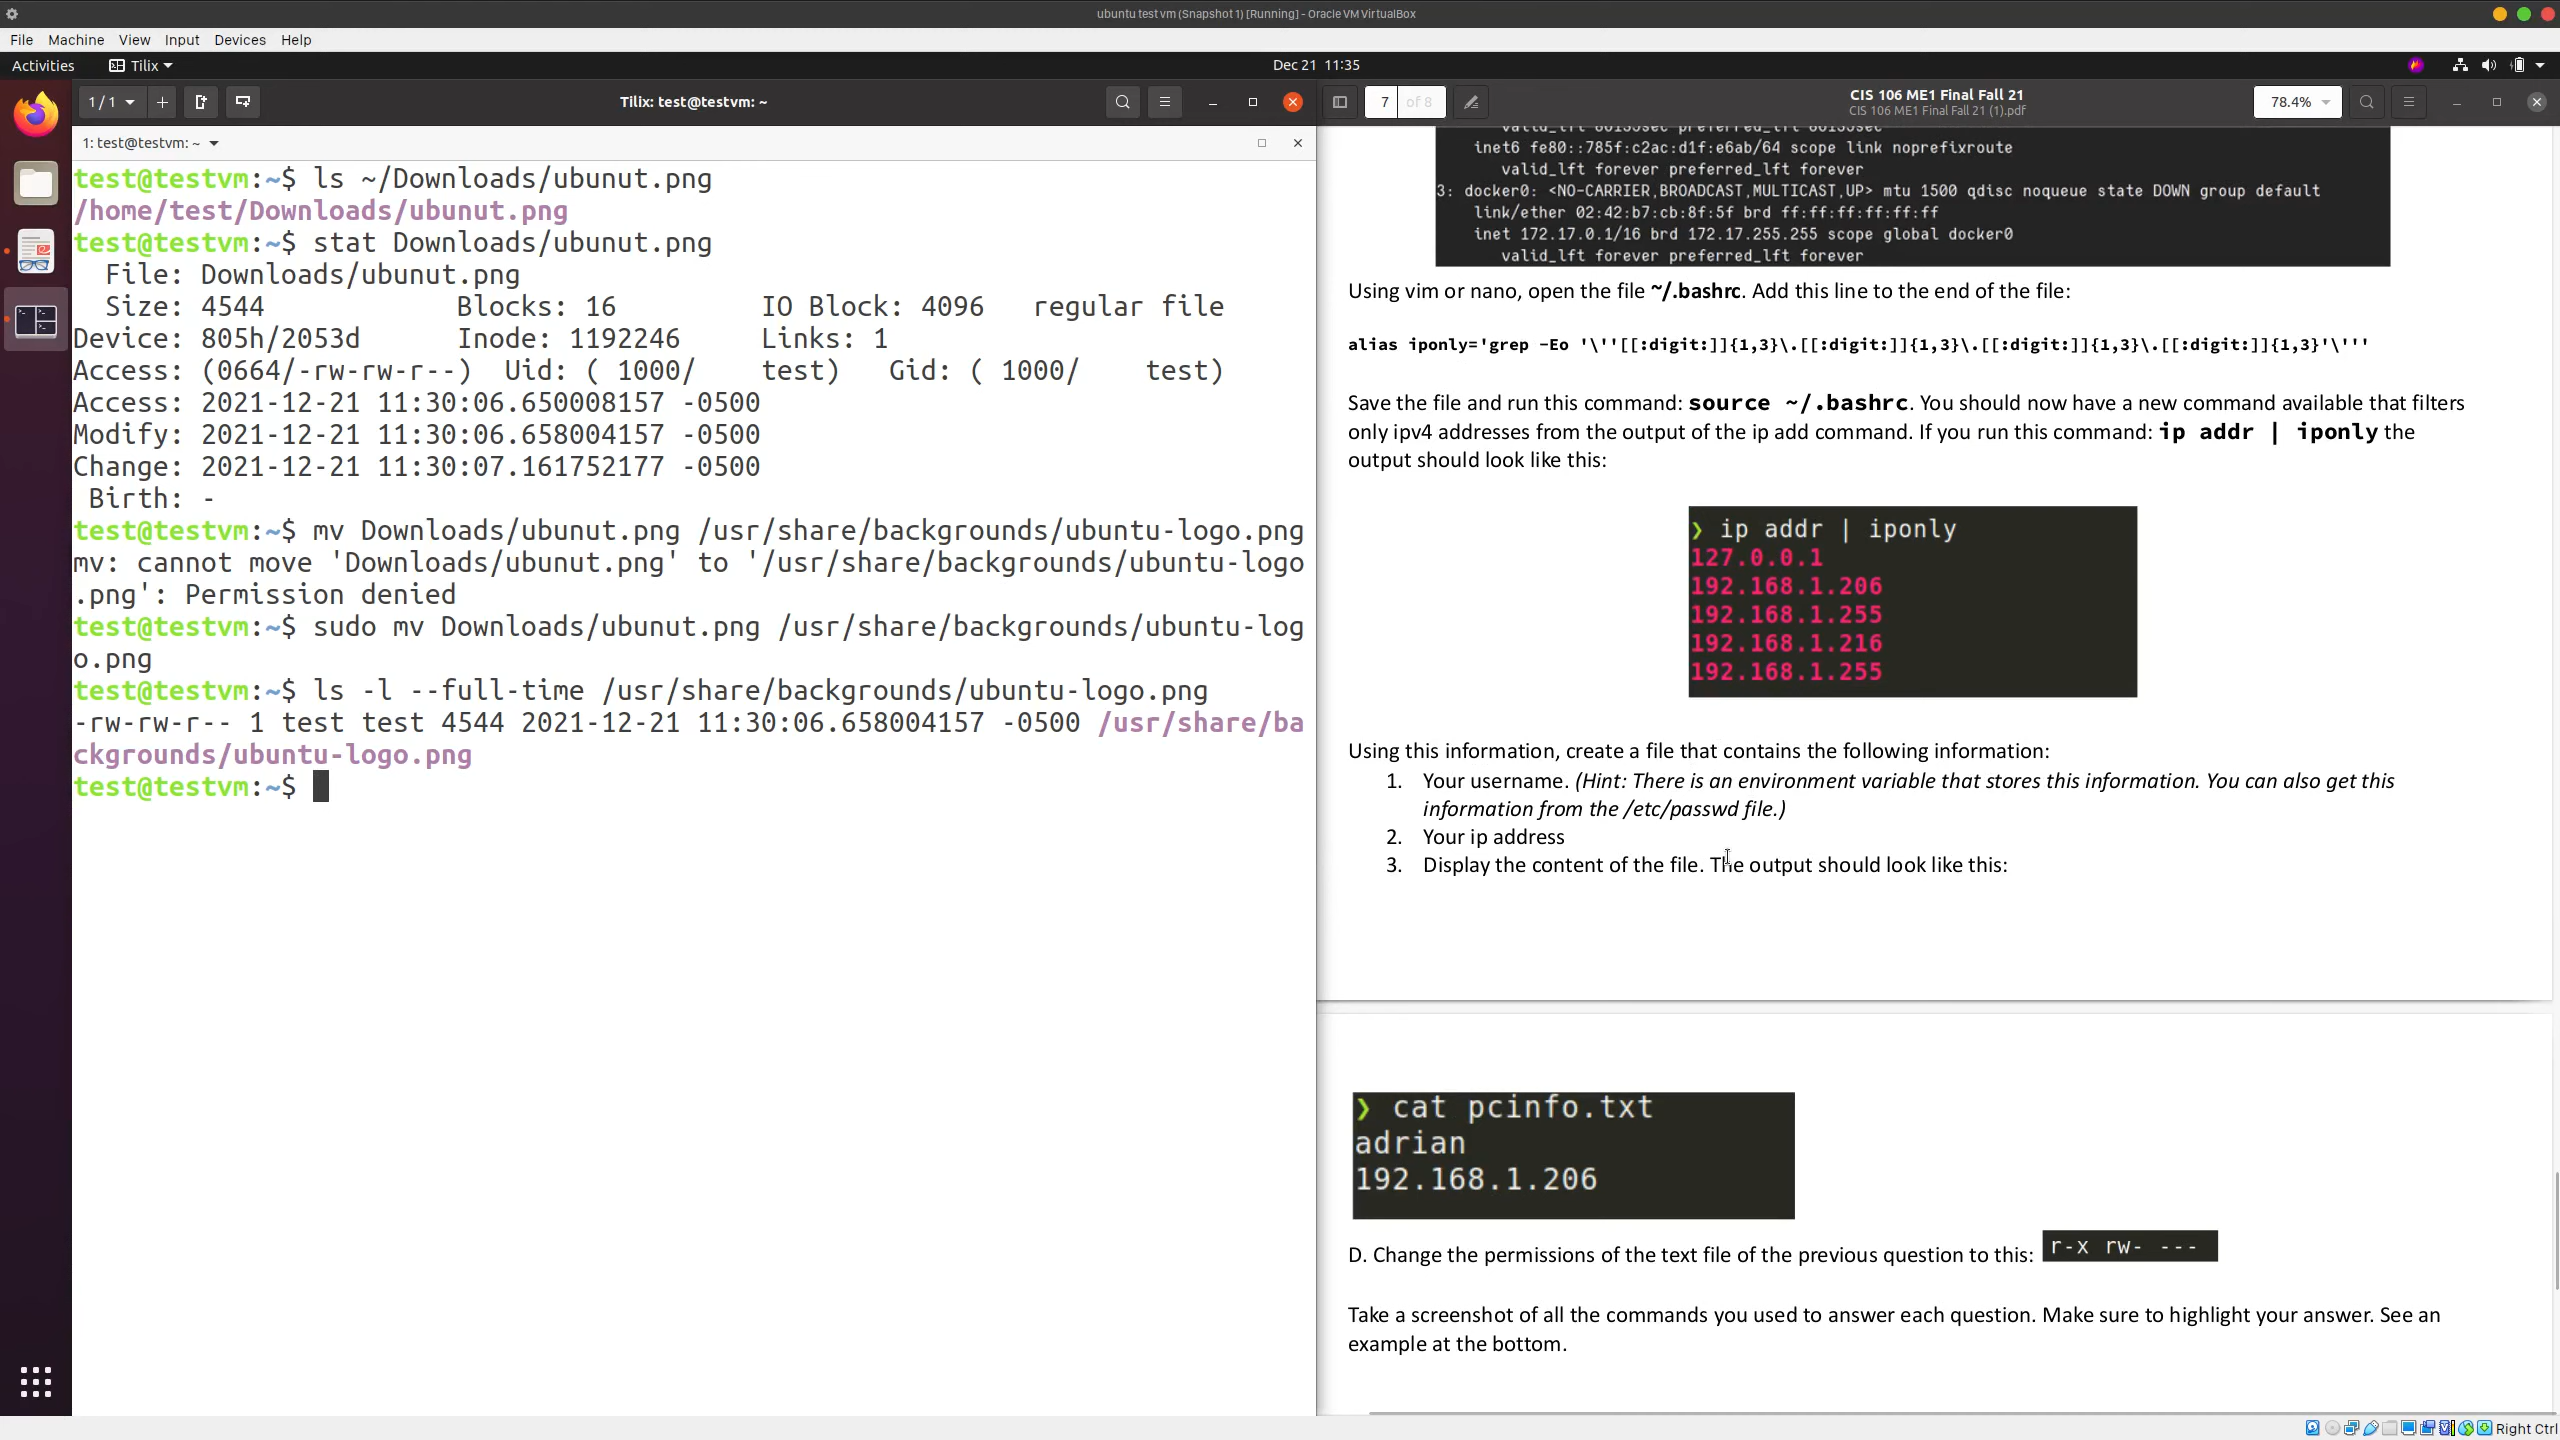 ubuntu test vm (Snapshot 1) [Running] - Oracle VM VirtualBox
File Machine View Input Devices Help
Activities Tilix Dec 21 11:35
1 / 1 Tilix: test@testvm: ~
1: test@testvm: ~
test@testvm:~$ ls ~/Downloads/ubunut.png
/home/test/Downloads/ubunut.png
test@testvm:~$ stat Downloads/ubunut.png
File: Downloads/ubunut.png
Size: 4544 Blocks: 16 IO Block: 4096 regular file
Device: 805h/2053d Inode: 1192246 Links: 1
Access: (0664/-rw-rw-r--) Uid: ( 1000/ test) Gid: ( 1000/ test)
Access: 2021-12-21 11:30:06.650008157 -0500
Modify: 2021-12-21 11:30:06.658004157 -0500
Change: 2021-12-21 11:30:07.161752177 -0500
Birth: -
test@testvm:~$ mv Downloads/ubunut.png /usr/share/backgrounds/ubuntu-logo.png
mv: cannot move 'Downloads/ubunut.png' to '/usr/share/backgrounds/ubuntu-logo
.png': Permission denied
test@testvm:~$ sudo mv Downloads/ubunut.png /usr/share/backgrounds/ubuntu-log
o.png
test@testvm:~$ ls -l --full-time /usr/share/backgrounds/ubuntu-logo.png
-rw-rw-r-- 1 test test 4544 2021-12-21 11:30:06.658004157 -0500 /usr/share/ba
ckgrounds/ubuntu-logo.png
test@testvm:~$
7 of 8
CIS 106 ME1 Final Fall 21
CIS 106 ME1 Final Fall 21 (1).pdf
78.4%
valid_lft 86135sec preferred_lft 86135sec
inet6 fe80::785f:c2ac:d1f:e6ab/64 scope link noprefixroute
valid_lft forever preferred_lft forever
3: docker0: <NO-CARRIER,BROADCAST,MULTICAST,UP> mtu 1500 qdisc noqueue state DOWN group default
link/ether 02:42:b7:cb:8f:5f brd ff:ff:ff:ff:ff:ff
inet 172.17.0.1/16 brd 172.17.255.255 scope global docker0
valid_lft forever preferred_lft forever
Using vim or nano, open the file ~/.bashrc. Add this line to the end of the file:
alias iponly='grep -Eo '\''[[:digit:]]{1,3}\.[[:digit:]]{1,3}\.[[:digit:]]{1,3}\.[[:digit:]]{1,3}'\'''
Save the file and run this command: source ~/.bashrc. You should now have a new command available that filters
only ipv4 addresses from the output of the ip add command. If you run this command: ip addr | iponly the
output should look like this:
❯ ip addr | iponly
127.0.0.1
192.168.1.206
192.168.1.255
192.168.1.216
192.168.1.255
Using this information, create a file that contains the following information:
1. Your username. (Hint: There is an environment variable that stores this information. You can also get this
information from the /etc/passwd file.)
2. Your ip address
3. Display the content of the file. The output should look like this:
❯ cat pcinfo.txt
adrian
192.168.1.206
D. Change the permissions of the text file of the previous question to this: r-x rw- ---
Take a screenshot of all the commands you used to answer each question. Make sure to highlight your answer. See an
example at the bottom.
Right Ctrl